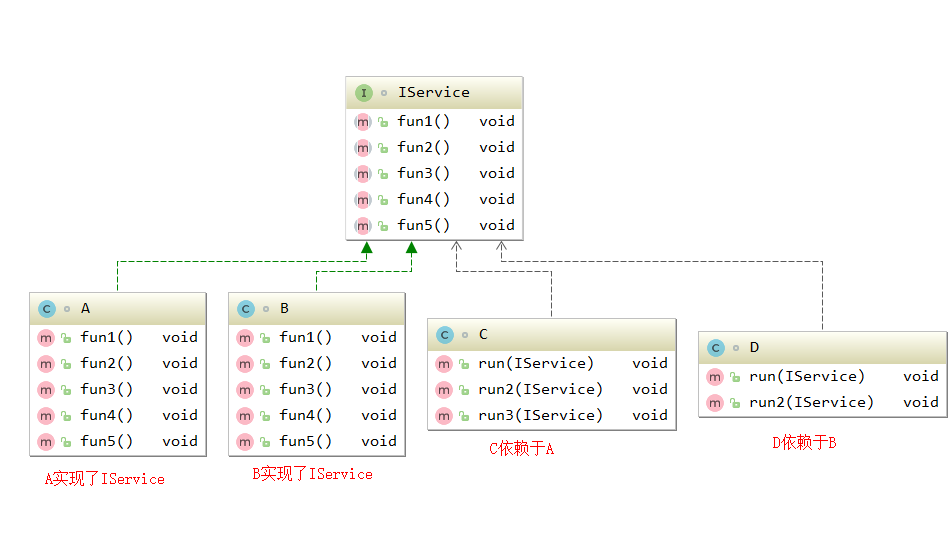 I IService
m fun1() void
m fun2() void
m fun3() void
m fun4() void
m fun5() void
C A
m fun1() void
m fun2() void
m fun3() void
m fun4() void
m fun5() void
A实现了IService
C B
m fun1() void
m fun2() void
m fun3() void
m fun4() void
m fun5() void
B实现了IService
C C
m run(IService) void
m run2(IService) void
m run3(IService) void
C依赖于A
C D
m run(IService) void
m run2(IService) void
D依赖于B